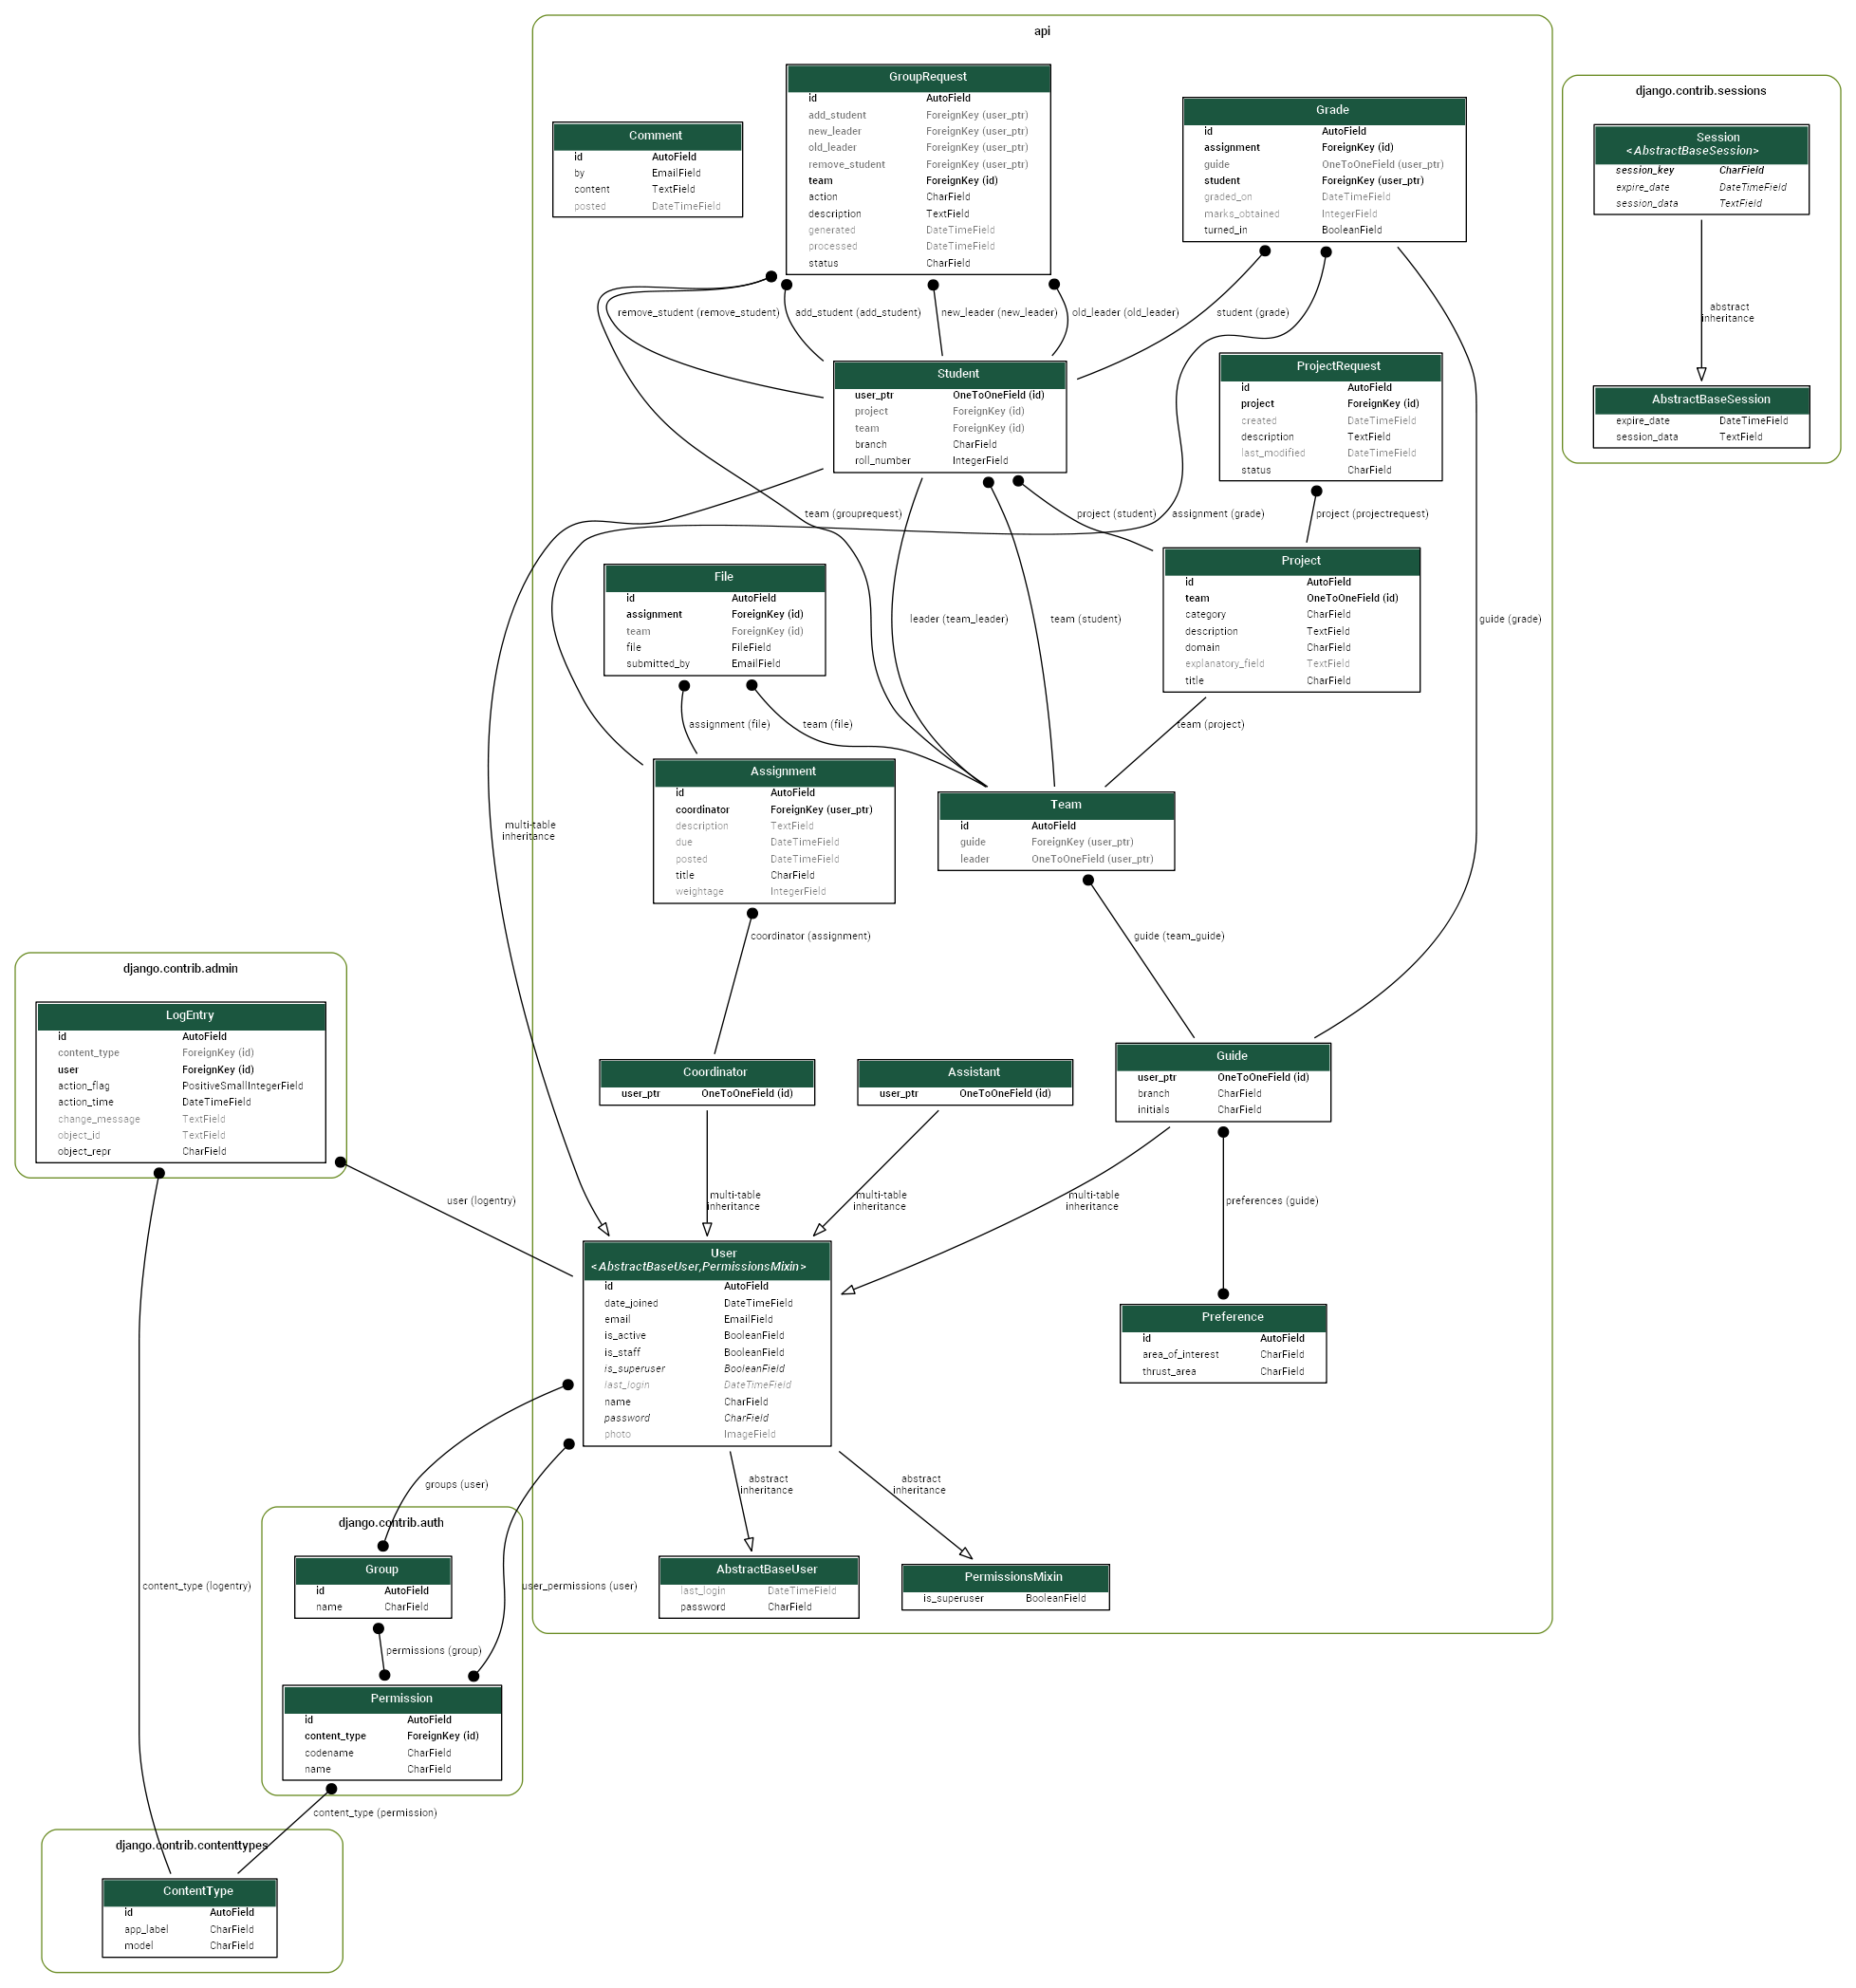 api
GroupRequest
id AutoField
add_student ForeignKey (user_ptr)
new_leader ForeignKey (user_ptr)
old_leader ForeignKey (user_ptr)
remove_student ForeignKey (user_ptr)
team ForeignKey (id)
action CharField
description TextField
generated DateTimeField
processed DateTimeField
status CharField
Comment
id AutoField
by EmailField
content TextField
posted DateTimeField
Grade
id AutoField
assignment ForeignKey (id)
guide OneToOneField (user_ptr)
student ForeignKey (user_ptr)
graded_on DateTimeField
marks_obtained IntegerField
turned_in BooleanField
django.contrib.sessions
Session
<AbstractBaseSession>
session_key CharField
expire_date DateTimeField
session_data TextField
abstract
inheritance
AbstractBaseSession
expire_date DateTimeField
session_data TextField
remove_student (remove_student)
add_student (add_student)
new_leader (new_leader)
old_leader (old_leader)
student (grade)
Student
user_ptr OneToOneField (id)
project ForeignKey (id)
team ForeignKey (id)
branch CharField
roll_number IntegerField
ProjectRequest
id AutoField
project ForeignKey (id)
created DateTimeField
description TextField
last_modified DateTimeField
status CharField
team (grouprequest)
project (student)
assignment (grade)
project (projectrequest)
File
id AutoField
assignment ForeignKey (id)
team ForeignKey (id)
file FileField
submitted_by EmailField
Project
id AutoField
team OneToOneField (id)
category CharField
description TextField
domain CharField
explanatory_field TextField
title CharField
leader (team_leader)
team (student)
guide (grade)
assignment (file)
team (file)
team (project)
Assignment
id AutoField
coordinator ForeignKey (user_ptr)
description TextField
due DateTimeField
posted DateTimeField
title CharField
weightage IntegerField
Team
id AutoField
guide ForeignKey (user_ptr)
leader OneToOneField (user_ptr)
multi-table
inheritance
coordinator (assignment)
guide (team_guide)
django.contrib.admin
LogEntry
id AutoField
content_type ForeignKey (id)
user ForeignKey (id)
action_flag PositiveSmallIntegerField
action_time DateTimeField
change_message TextField
object_id TextField
object_repr CharField
Coordinator
user_ptr OneToOneField (id)
Assistant
user_ptr OneToOneField (id)
Guide
user_ptr OneToOneField (id)
branch CharField
initials CharField
user (logentry)
multi-table
inheritance
multi-table
inheritance
multi-table
inheritance
preferences (guide)
User
<AbstractBaseUser,PermissionsMixin>
id AutoField
date_joined DateTimeField
email EmailField
is_active BooleanField
is_staff BooleanField
is_superuser BooleanField
last_login DateTimeField
name CharField
password CharField
photo ImageField
Preference
id AutoField
area_of_interest CharField
thrust_area CharField
groups (user)
abstract
inheritance
abstract
inheritance
django.contrib.auth
Group
id AutoField
name CharField
content_type (logentry)
user_permissions (user)
AbstractBaseUser
last_login DateTimeField
password CharField
PermissionsMixin
is_superuser BooleanField
permissions (group)
Permission
id AutoField
content_type ForeignKey (id)
codename CharField
name CharField
content_type (permission)
django.contrib.contenttypes
ContentType
id AutoField
app_label CharField
model CharField